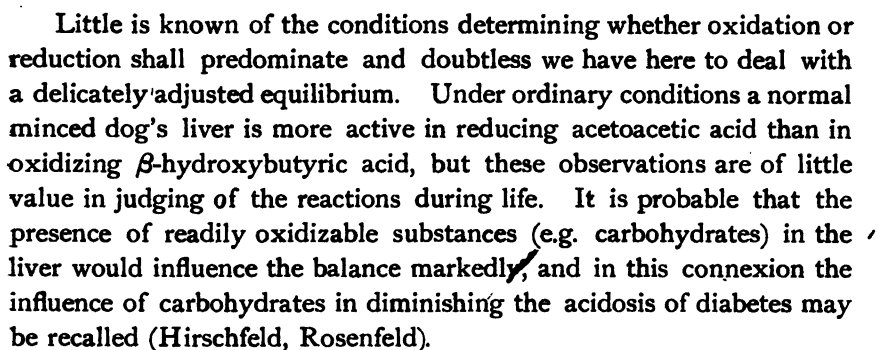 Little is known of the conditions determining whether oxidation or
reduction shall predominate and doubtless we have here to deal with
a delicately adjusted equilibrium. Under ordinary conditions a normal
minced dog's liver is more active in reducing acetoacetic acid than in
oxidizing β-hydroxybutyric acid, but these observations are of little
value in judging of the reactions during life. It is probable that the
presence of readily oxidizable substances (e.g. carbohydrates) in the
liver would influence the balance markedly, and in this connexion the
influence of carbohydrates in diminishing the acidosis of diabetes may
be recalled (Hirschfeld, Rosenfeld).